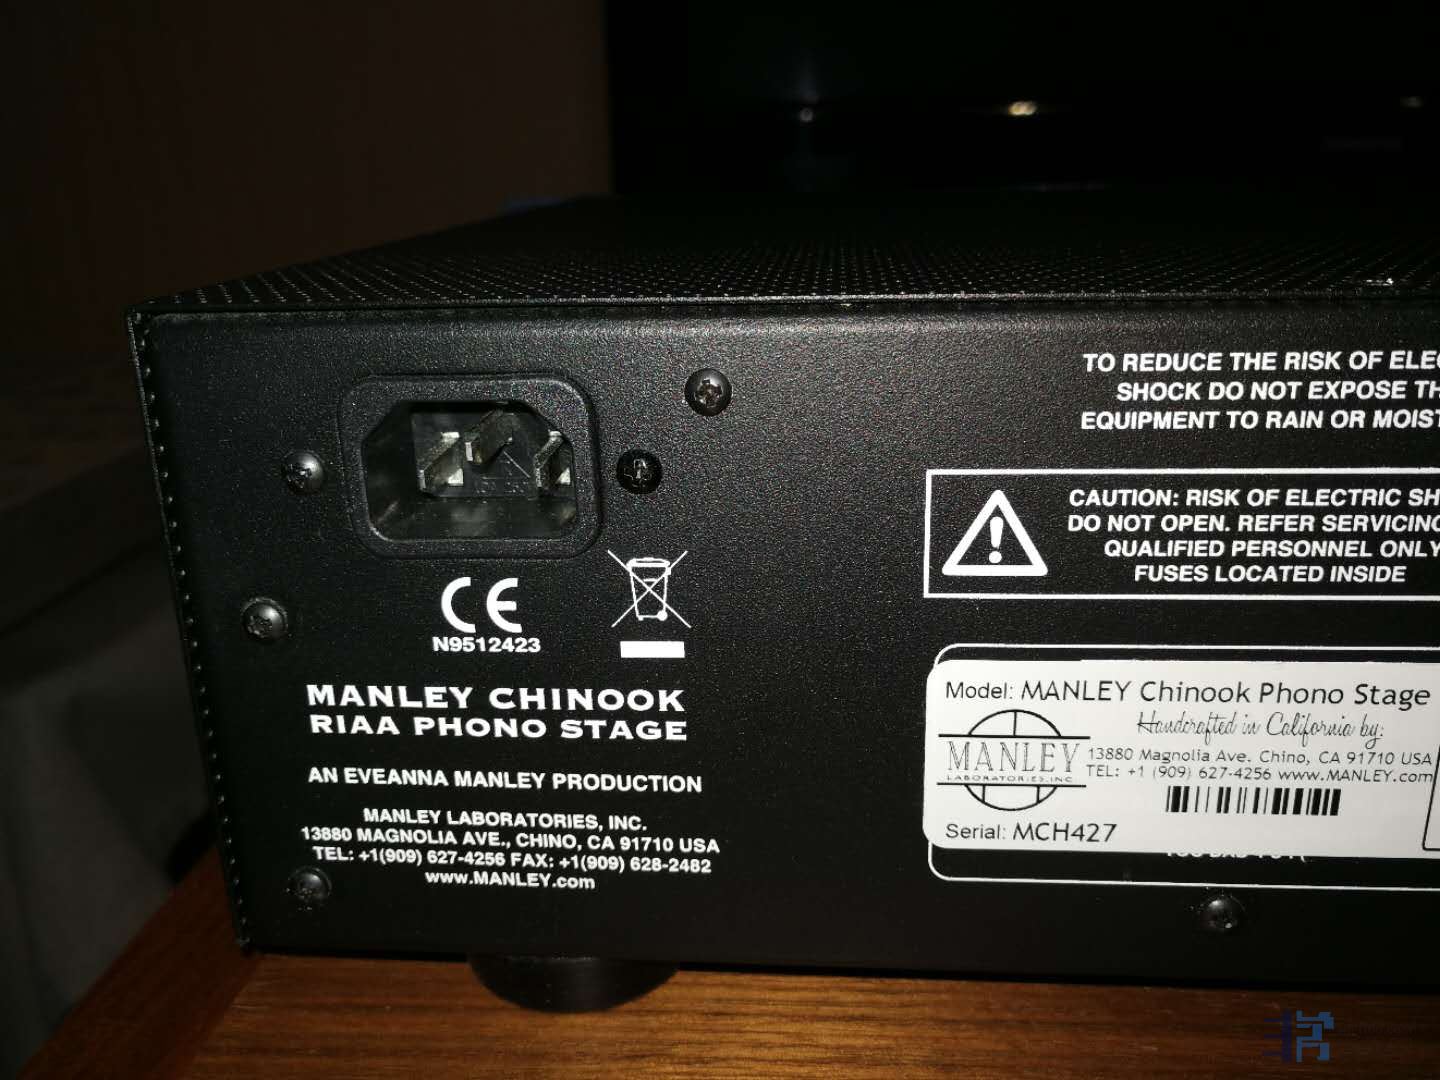 TO REDUCE THE RISK OF ELEC
SHOCK DO NOT EXPOSE TH
EQUIPMENT TO RAIN OR MOIST
CAUTION: RISK OF ELECTRIC SH
DO NOT OPEN. REFER SERVICING
QUALIFIED PERSONNEL ONLY
FUSES LOCATED INSIDE
CE
N9512423
MANLEY CHINOOK
RIAA PHONO STAGE
AN EVEANNA MANLEY PRODUCTION
MANLEY LABORATORIES, INC.
13880 MAGNOLIA AVE., CHINO, CA 91710 USA
TEL: +1(909) 627-4256 FAX: +1(909) 628-2482
www.MANLEY.com
Model: MANLEY Chinook Phono Stage
Handcrafted in California by:
MANLEY
LABORATORIES, INC.
13880 Magnolia Ave. Chino, CA 91710 USA
TEL: +1 (909) 627-4256 www.MANLEY.com
Serial: MCH427